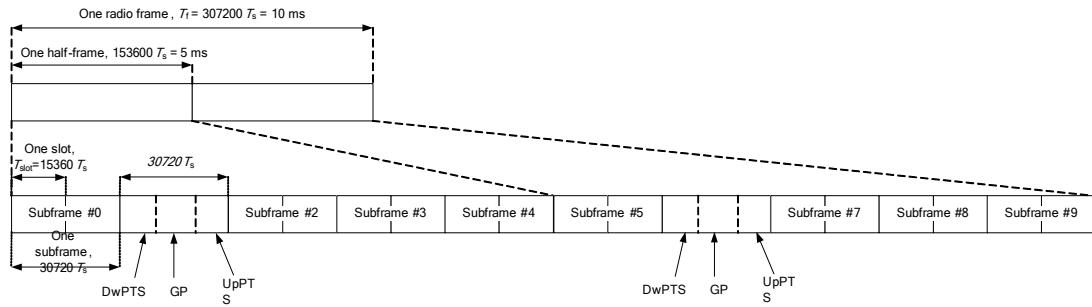 One radio frame , Tf = 307200 Ts = 10 ms
One half-frame, 153600 Ts = 5 ms
One slot,
Tslot=15360 Ts
30720 Ts
Subframe #0
Subframe #2
Subframe #3
Subframe #4
Subframe #5
Subframe #7
Subframe #8
Subframe #9
One
subframe ,
30720 Ts
DwPTS
GP
UpPT
S
DwPTS
GP
UpPT
S